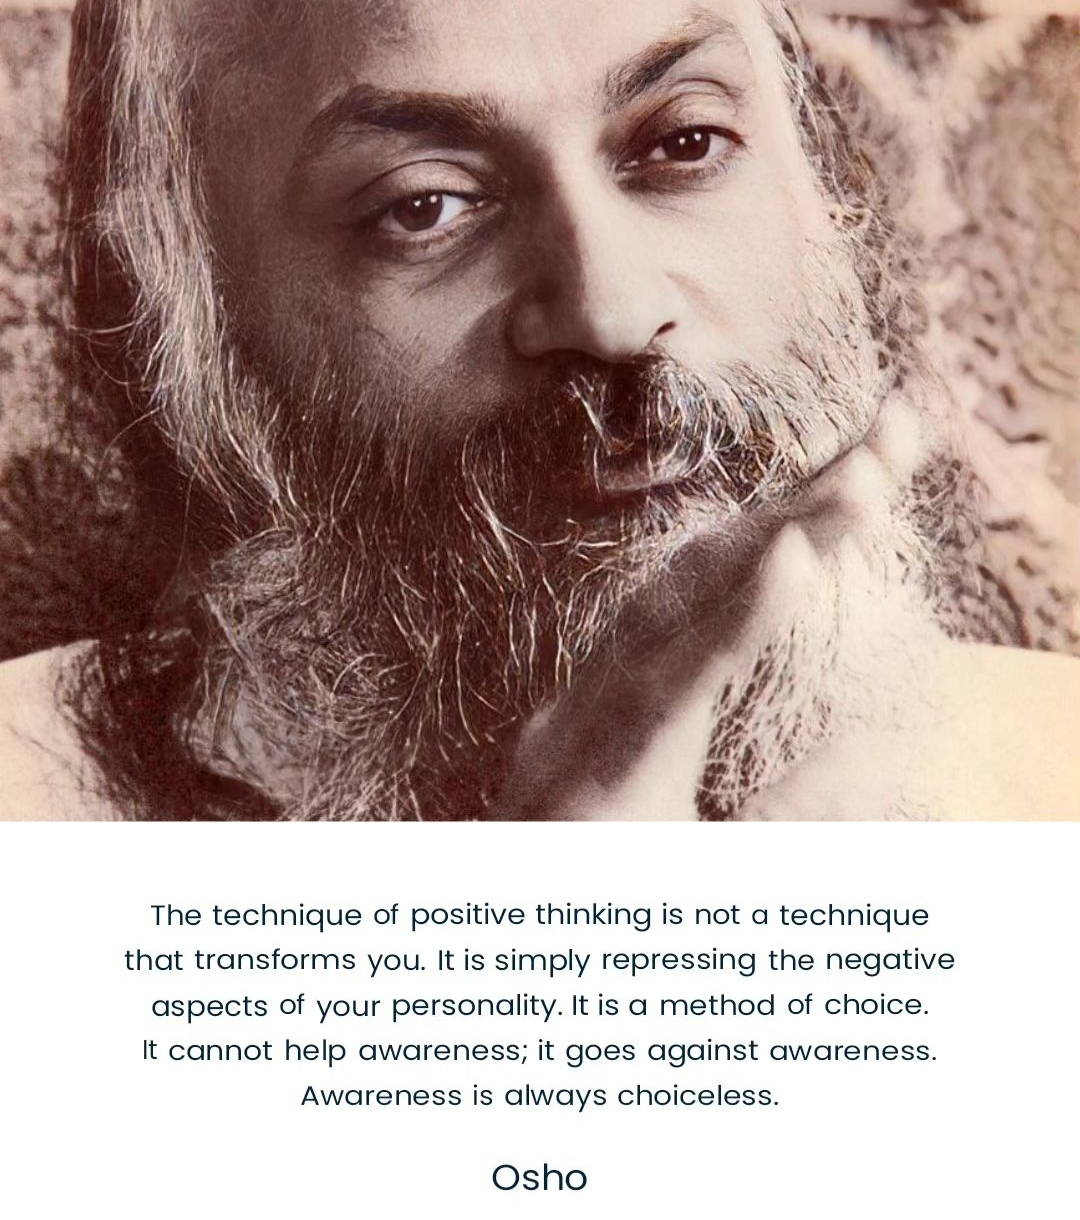 The technique of positive thinking is not a technique
that transforms you. It is simply repressing the negative
aspects of your personality. It is a method of choice.
It cannot help awareness; it goes against awareness.
Awareness is always choiceless.
Osho